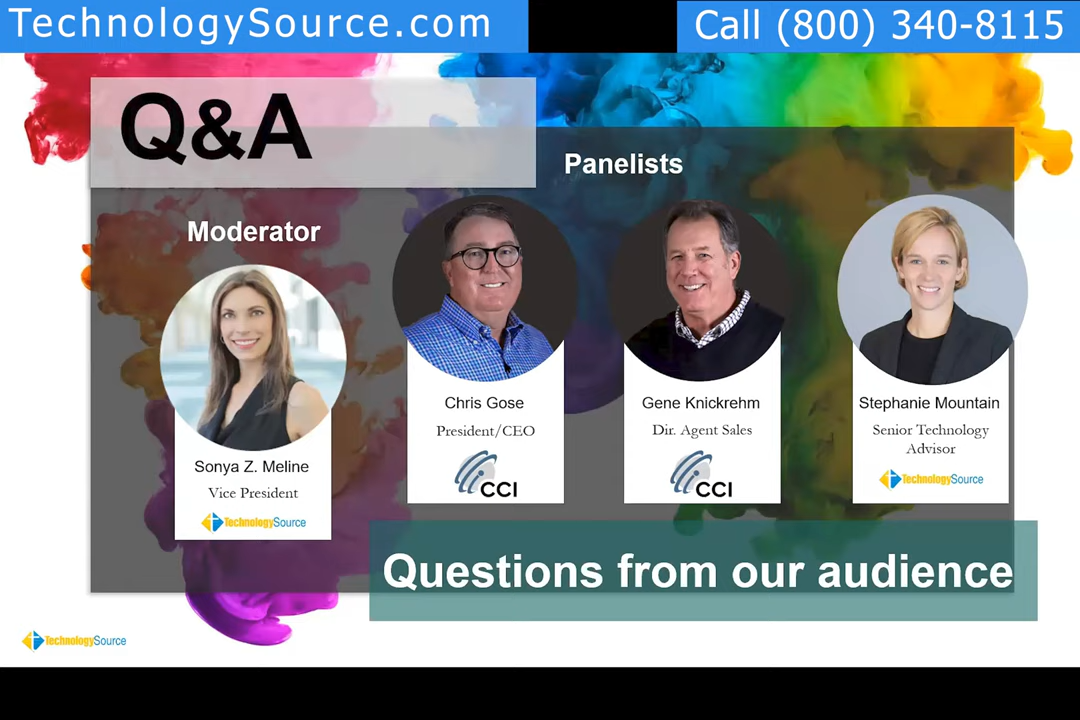 TechnologySource.com
Call (800) 340-8115
Q&A
Panelists
Moderator
Sonya Z. Meline
Vice President
TechnologySource
Chris Gose
President/CEO
CCI
Gene Knickrehm
Dir. Agent Sales
CCI
Stephanie Mountain
Senior Technology
Advisor
TechnologySource
Questions from our audience
TechnologySource